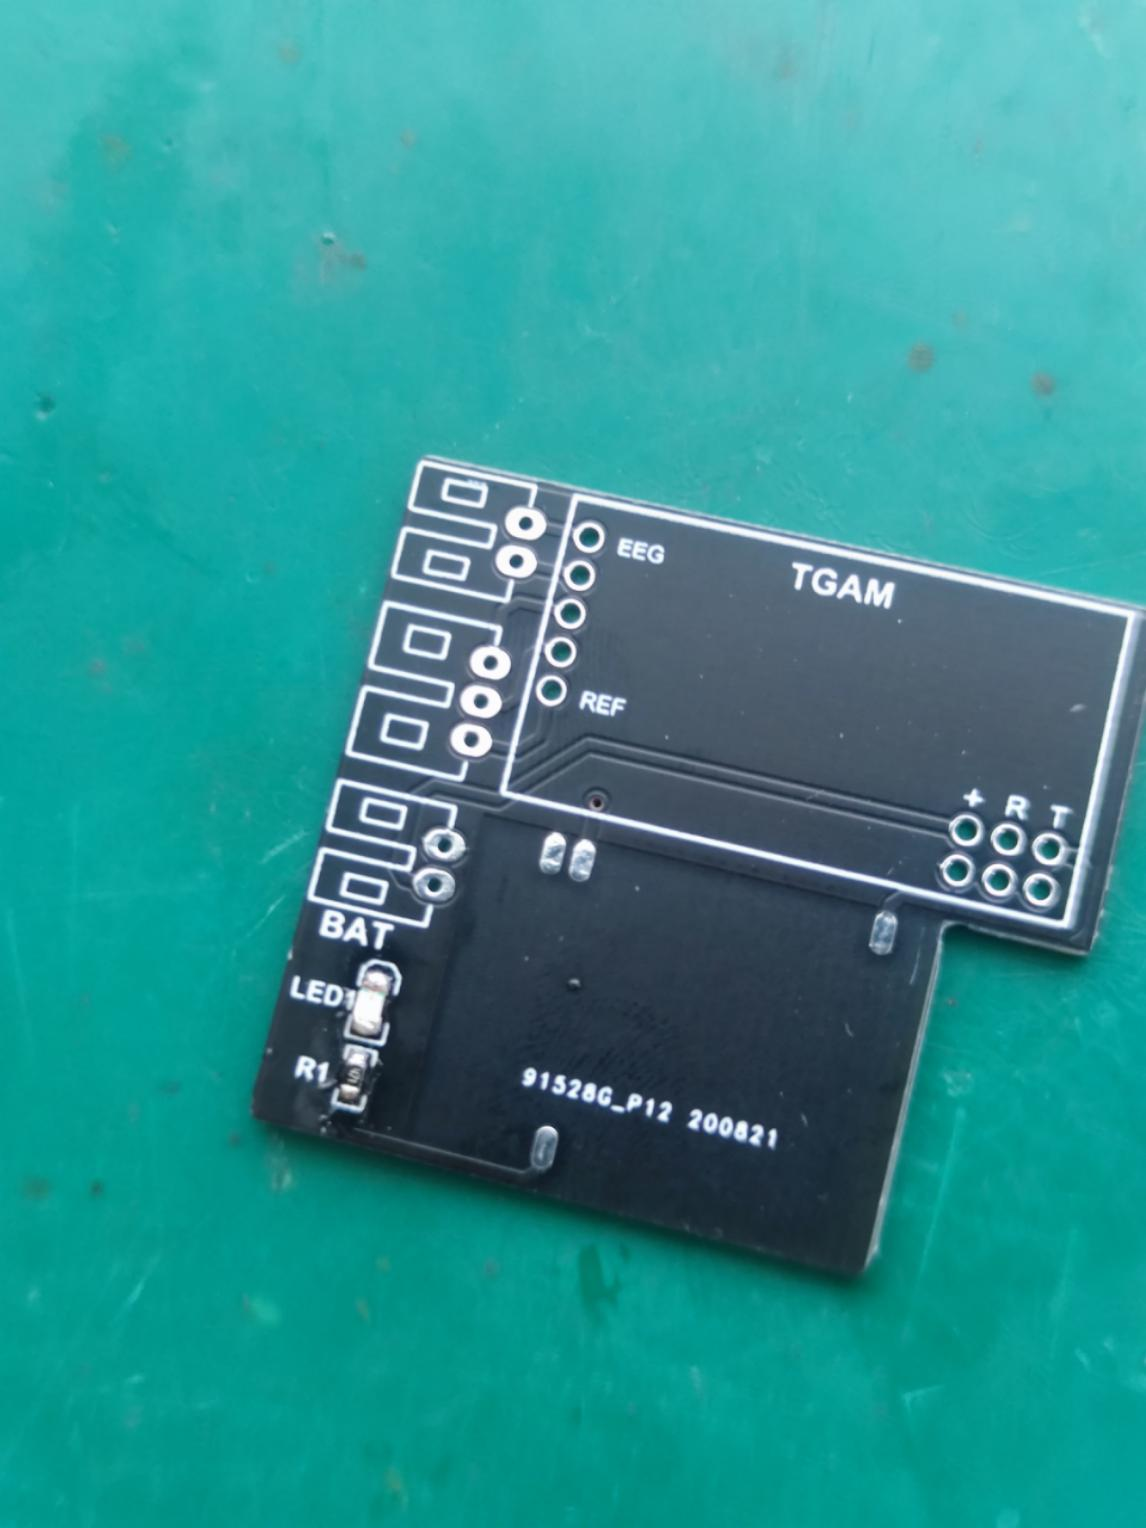 EEG
TGAM
REF
+ R T
BAT
LED1
R1
91528G_P12 200821